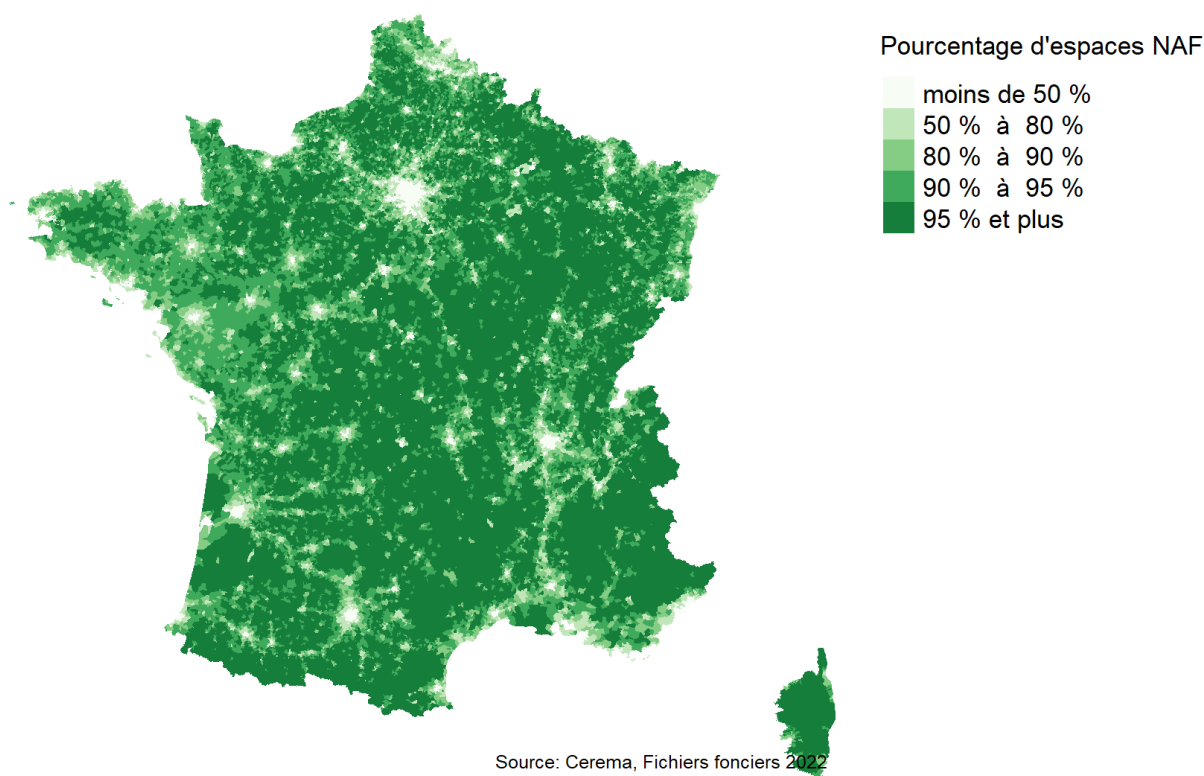 Pourcentage d'espaces NAF
moins de 50 %
50 % à 80 %
80 % à 90 %
90 % à 95 %
95 % et plus
Source: Cerema, Fichiers fonciers 2022